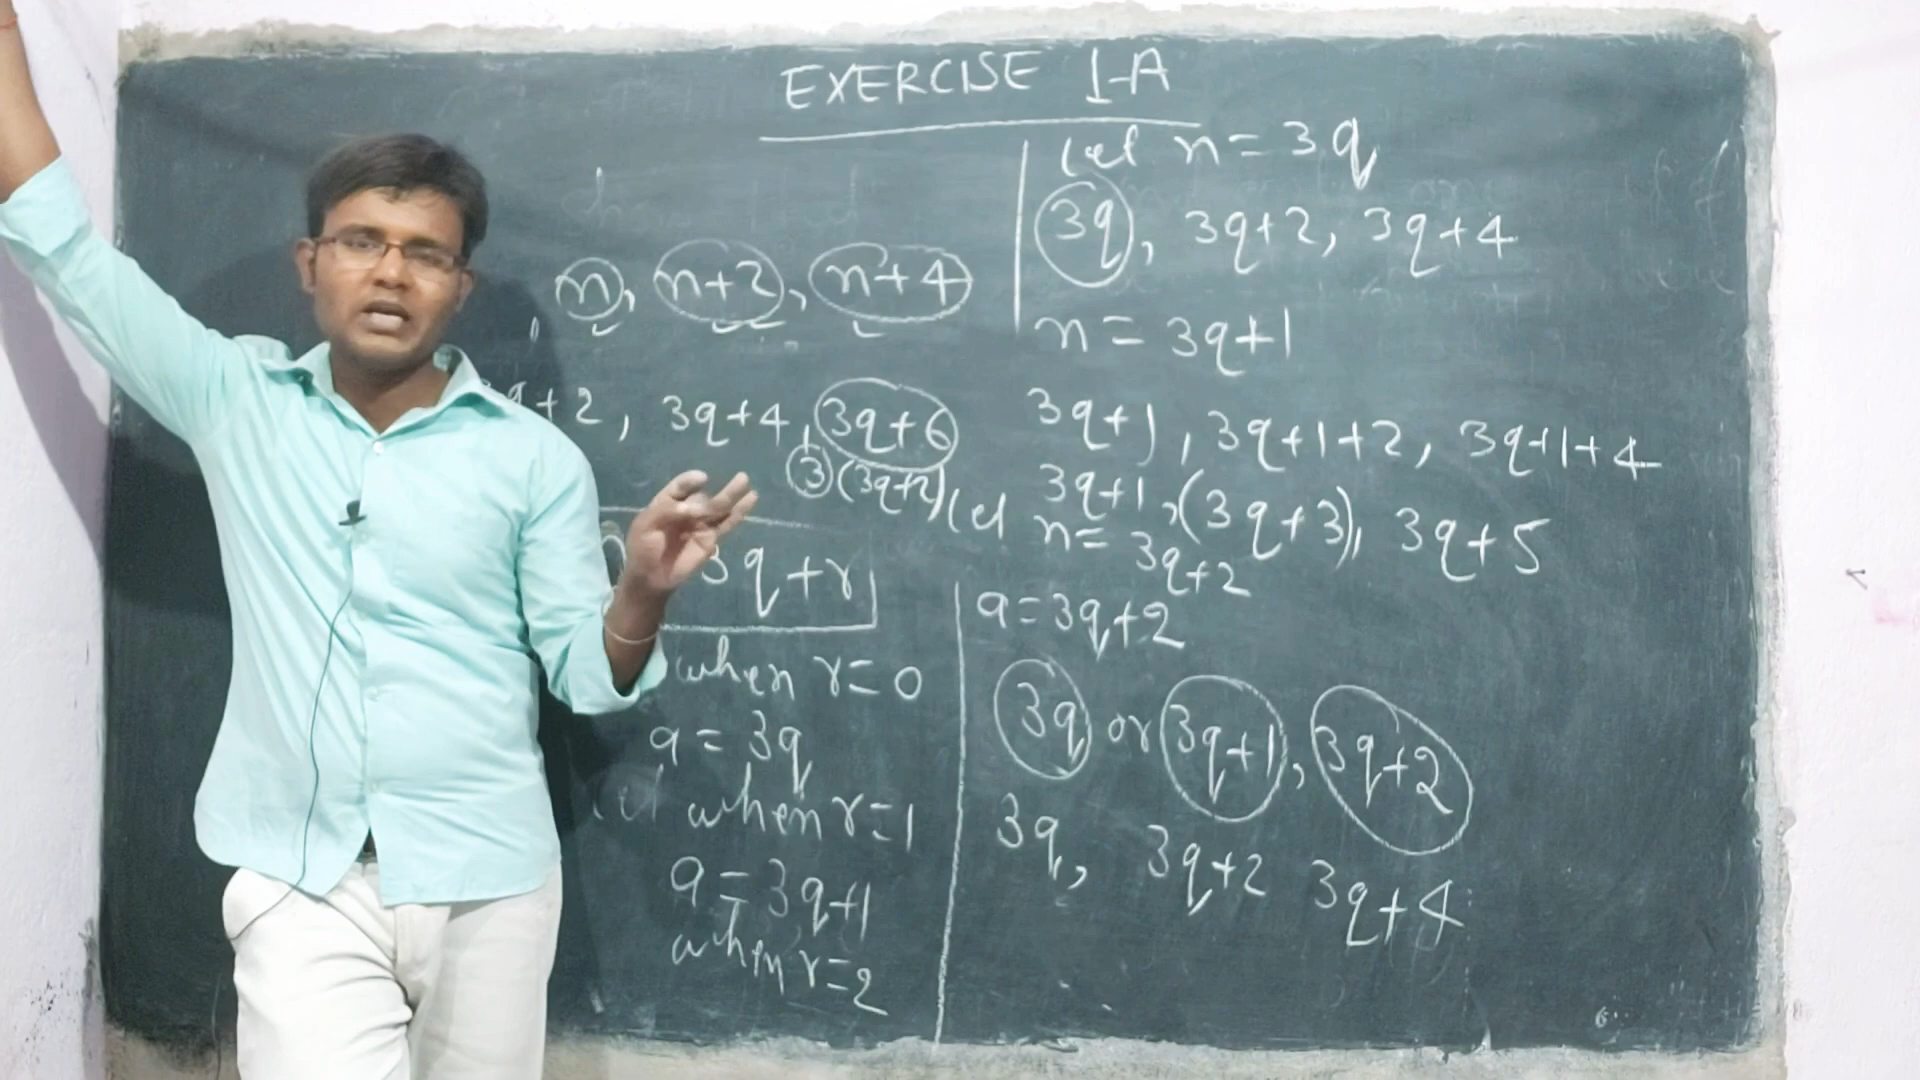 EXERCISE 1-A
n, n+2, n+4
+2, 3q+4, 3q+6
3(3q+2)
3q+r
when r=0
a=3q
when r=1
a=3q+1
when r=2
Let n=3q
3q, 3q+2, 3q+4
n=3q+1
3q+1, 3q+1+2, 3q+1+4
3q+1, (3q+3), 3q+5
Let n=3q+2
a=3q+2
3q or 3q+1, 3q+2
3q, 3q+2 3q+4